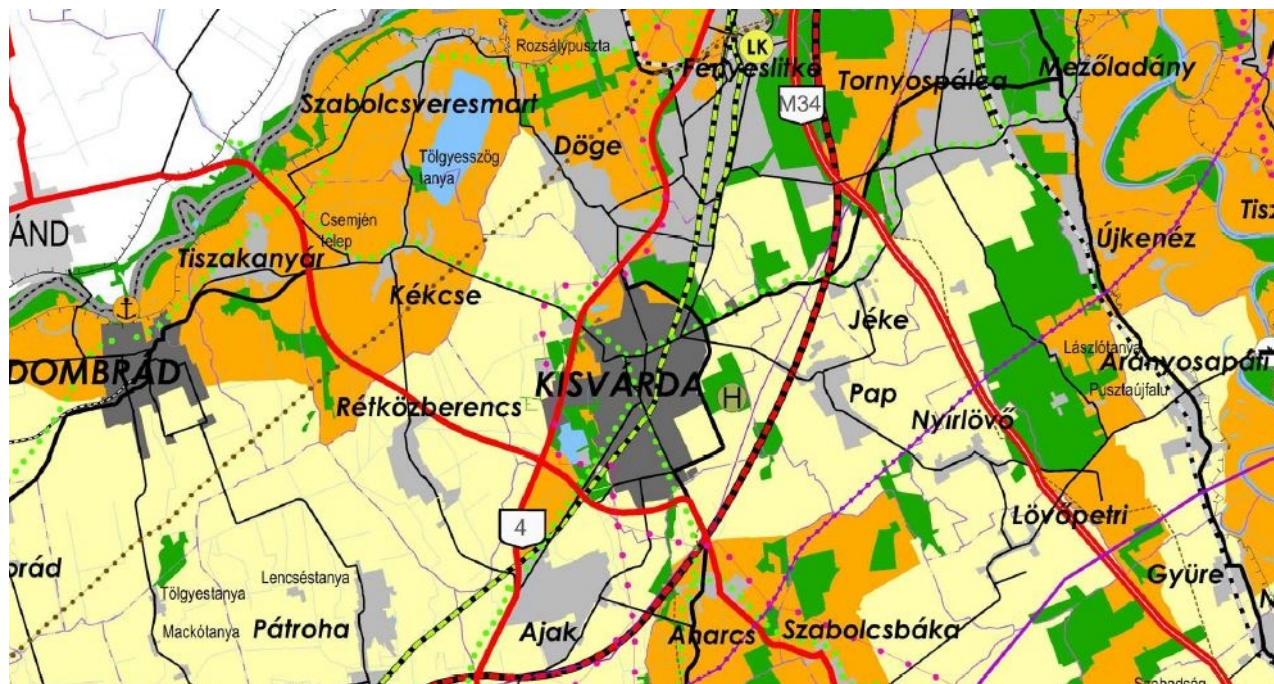 Rozsálypuszta
LK
Fényeslitke
Mezőladány
Tornyospálca
Szabolcsveresmart
M34
Döge
Tölgyesszög
tanya
Csemjén
telep
ÁND
Tisz
Újkenéz
Tiszakanyár
Kékcse
Jéke
Lászlótanya
Aranyosapáti
DOMBRÁD
KISVÁRDA
H
Pap
Pusztaújfalu
Rétközberencs
Nyírlövő
4
Lövőpetri
orád
Lencséstanya
Gyüre
Tölgyestanya
Mackótanya
Pátroha
Ajak
Anarcs
Szabolcsbáka
Szabadság